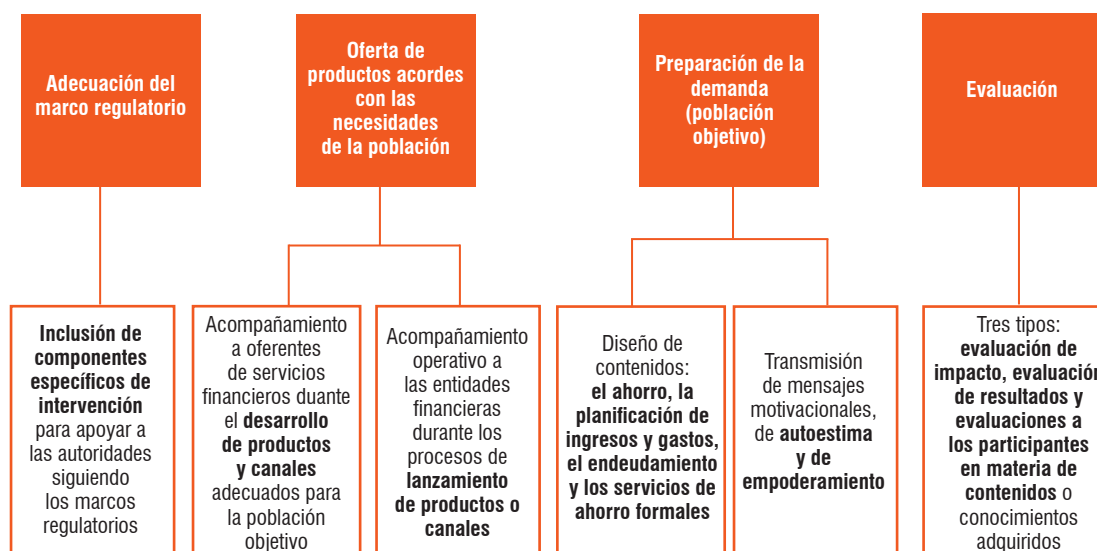 Adecuación del
marco regulatorio
Oferta de
productos acordes
con las
necesidades
de la población
Preparación de la
demanda
(población
objetivo)
Evaluación
Inclusión de
componentes
específicos de
intervención
para apoyar a
las autoridades
siguiendo
los marcos
regulatorios
Acompañamiento
a oferentes
de servicios
financieros duante
el desarrollo
de productos
y canales
adecuados para
la población
objetivo
Acompañamiento
operativo a
las entidades
financieras
durante los
procesos de
lanzamiento
de productos o
canales
Diseño de
contenidos:
el ahorro, la
planificación de
ingresos y gastos,
el endeudamiento
y los servicios de
ahorro formales
Transmisión
de mensajes
motivacionales,
de autoestima
y de
empoderamiento
Tres tipos:
evaluación de
impacto, evaluación
de resultados y
evaluaciones a
los participantes
en materia de
contenidos o
conocimientos
adquiridos